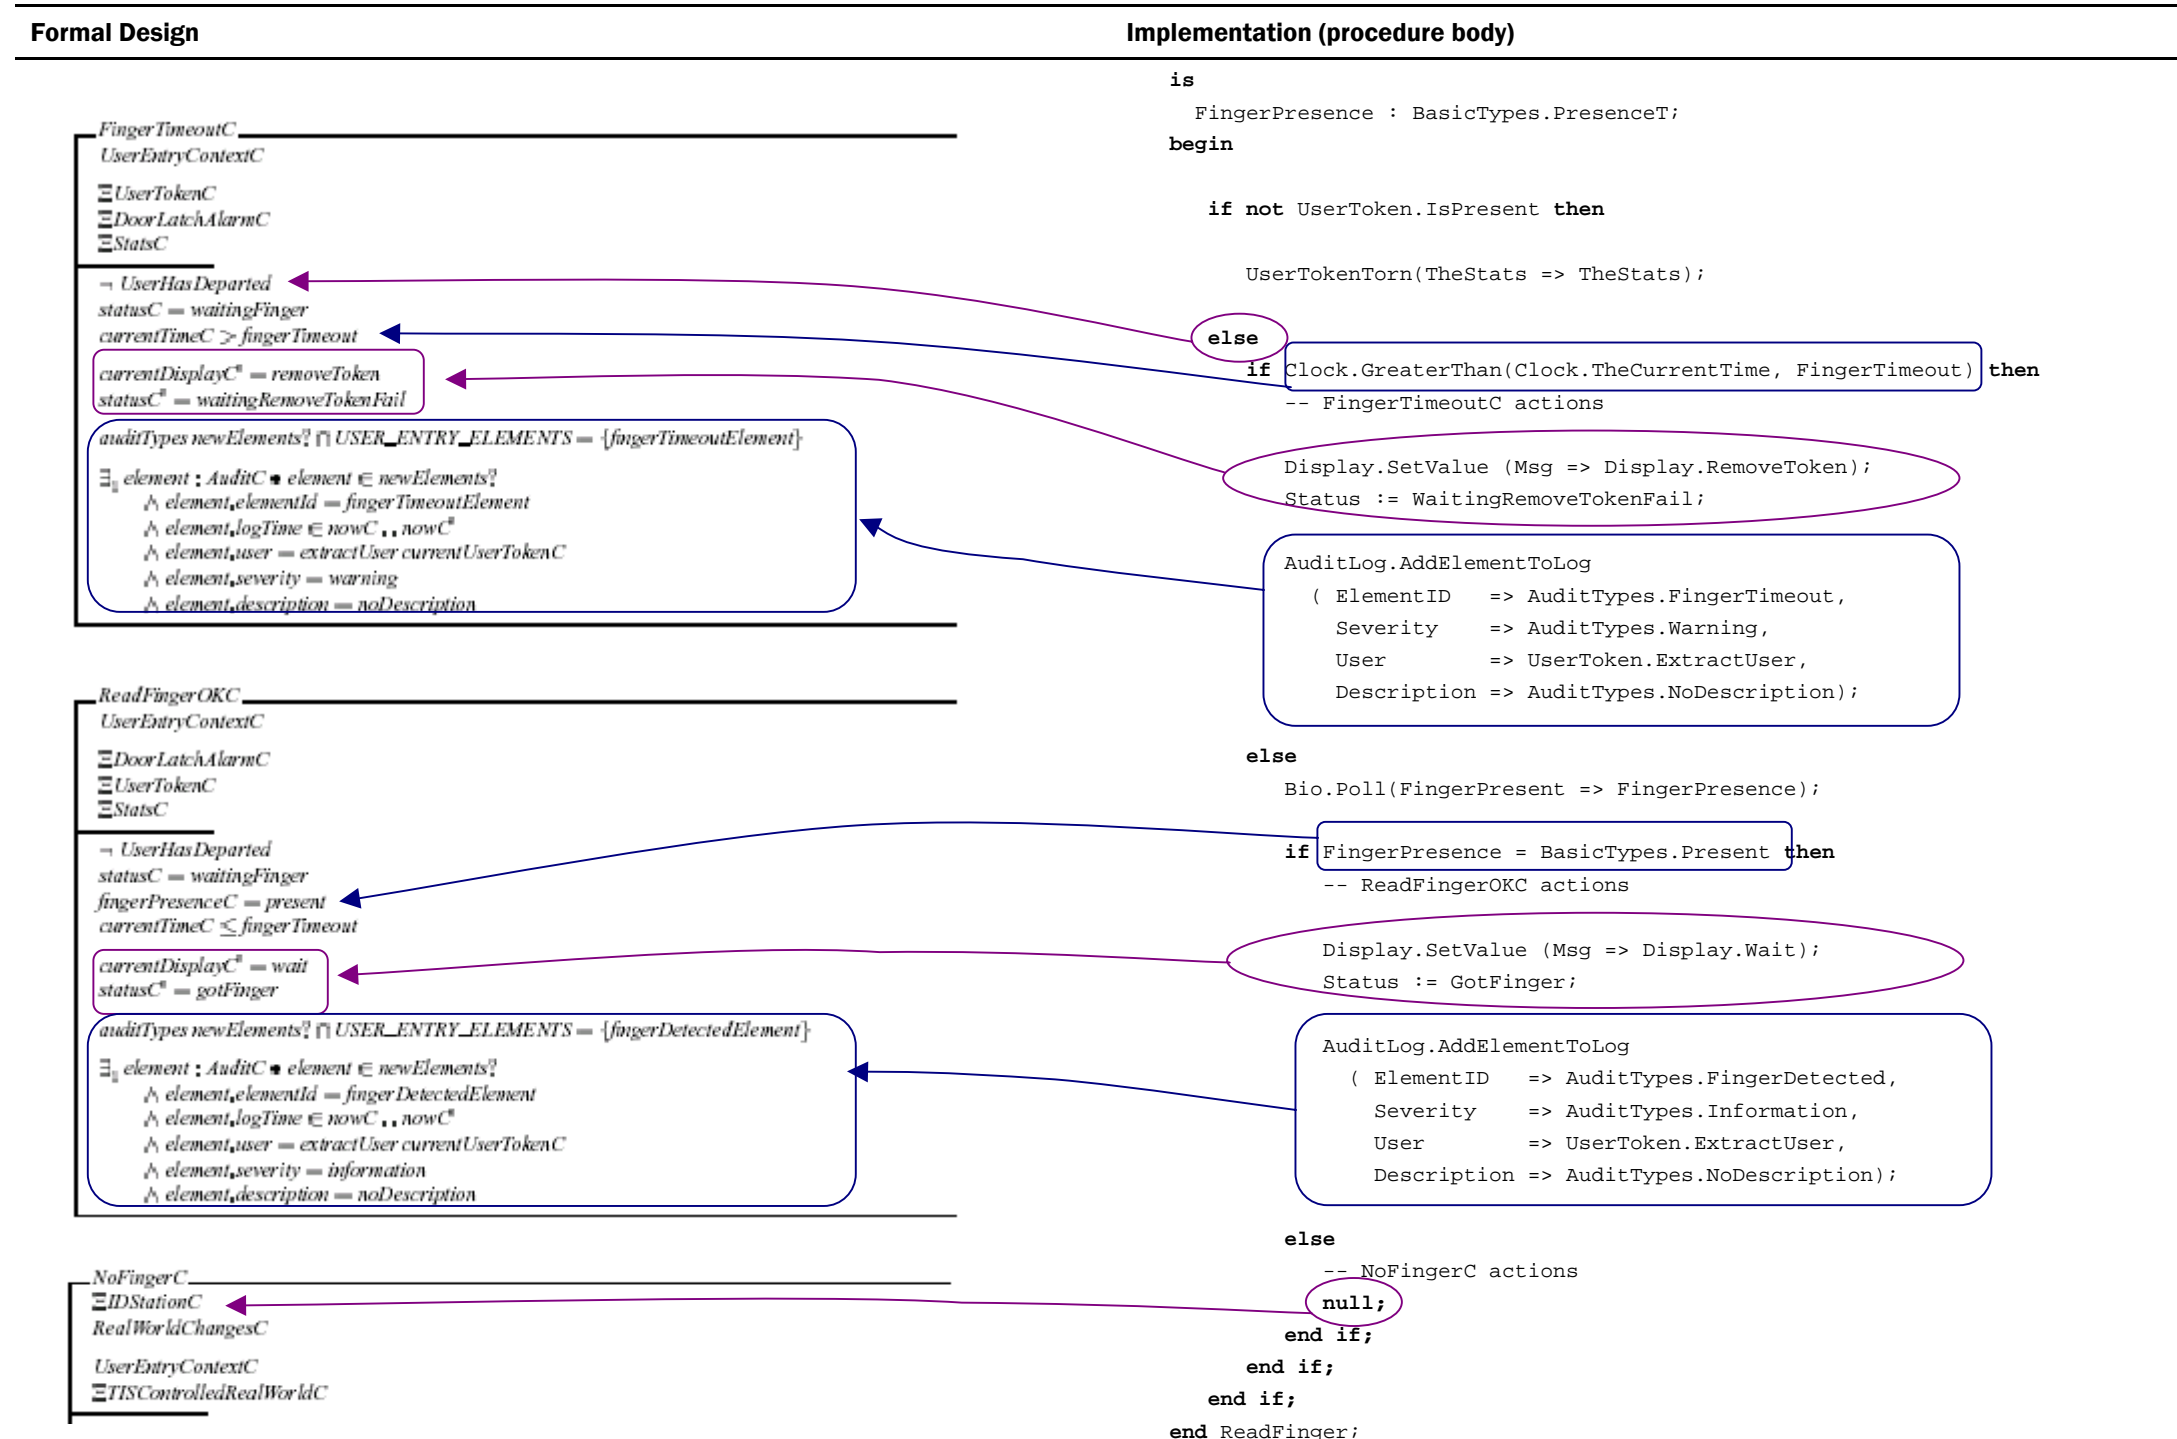 Formal Design
FingerTimeoutC
UserEntryContextC
ΞUserTokenC
ΞDoorLatchAlarmC
ΞStatsC
¬ UserHasDeparted
statusC = waitingFinger
currentTimeC > fingerTimeout
currentDisplayC′ = removeToken
statusC′ = waitingRemoveTokenFail
auditTypes newElements? ∩ USER_ENTRY_ELEMENTS = {fingerTimeoutElement}
∃₁ element : AuditC • element ∈ newElements?
∧ element.elementId = fingerTimeoutElement
∧ element.logTime ∈ nowC .. nowC′
∧ element.user = extractUser currentUserTokenC
∧ element.severity = warning
∧ element.description = noDescription
ReadFingerOKC
UserEntryContextC
ΞDoorLatchAlarmC
ΞUserTokenC
ΞStatsC
¬ UserHasDeparted
statusC = waitingFinger
fingerPresenceC = present
currentTimeC ≤ fingerTimeout
currentDisplayC′ = wait
statusC′ = gotFinger
auditTypes newElements? ∩ USER_ENTRY_ELEMENTS = {fingerDetectedElement}
∃₁ element : AuditC • element ∈ newElements?
∧ element.elementId = fingerDetectedElement
∧ element.logTime ∈ nowC .. nowC′
∧ element.user = extractUser currentUserTokenC
∧ element.severity = information
∧ element.description = noDescription
NoFingerC
ΞIDStationC
RealWorldChangesC
UserEntryContextC
ΞTISControlledRealWorldC
Implementation (procedure body)
is
FingerPresence : BasicTypes.PresenceT;
begin
if not UserToken.IsPresent then
UserTokenTorn(TheStats => TheStats);
else
if Clock.GreaterThan(Clock.TheCurrentTime, FingerTimeout) then
-- FingerTimeoutC actions
Display.SetValue (Msg => Display.RemoveToken);
Status := WaitingRemoveTokenFail;
AuditLog.AddElementToLog
( ElementID => AuditTypes.FingerTimeout,
Severity => AuditTypes.Warning,
User => UserToken.ExtractUser,
Description => AuditTypes.NoDescription);
else
Bio.Poll(FingerPresent => FingerPresence);
if FingerPresence = BasicTypes.Present then
-- ReadFingerOKC actions
Display.SetValue (Msg => Display.Wait);
Status := GotFinger;
AuditLog.AddElementToLog
( ElementID => AuditTypes.FingerDetected,
Severity => AuditTypes.Information,
User => UserToken.ExtractUser,
Description => AuditTypes.NoDescription);
else
-- NoFingerC actions
null;
end if;
end if;
end if;
end ReadFinger;